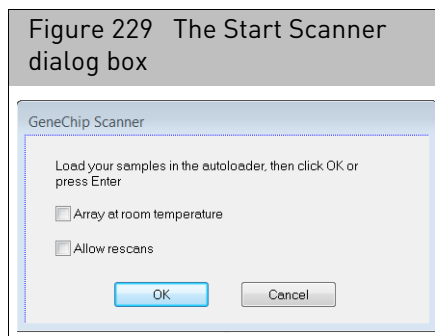 Figure 229 The Start Scanner
dialog box
GeneChip Scanner
Load your samples in the autoloader, then click OK or
press Enter
Array at room temperature
Allow rescans
OK Cancel